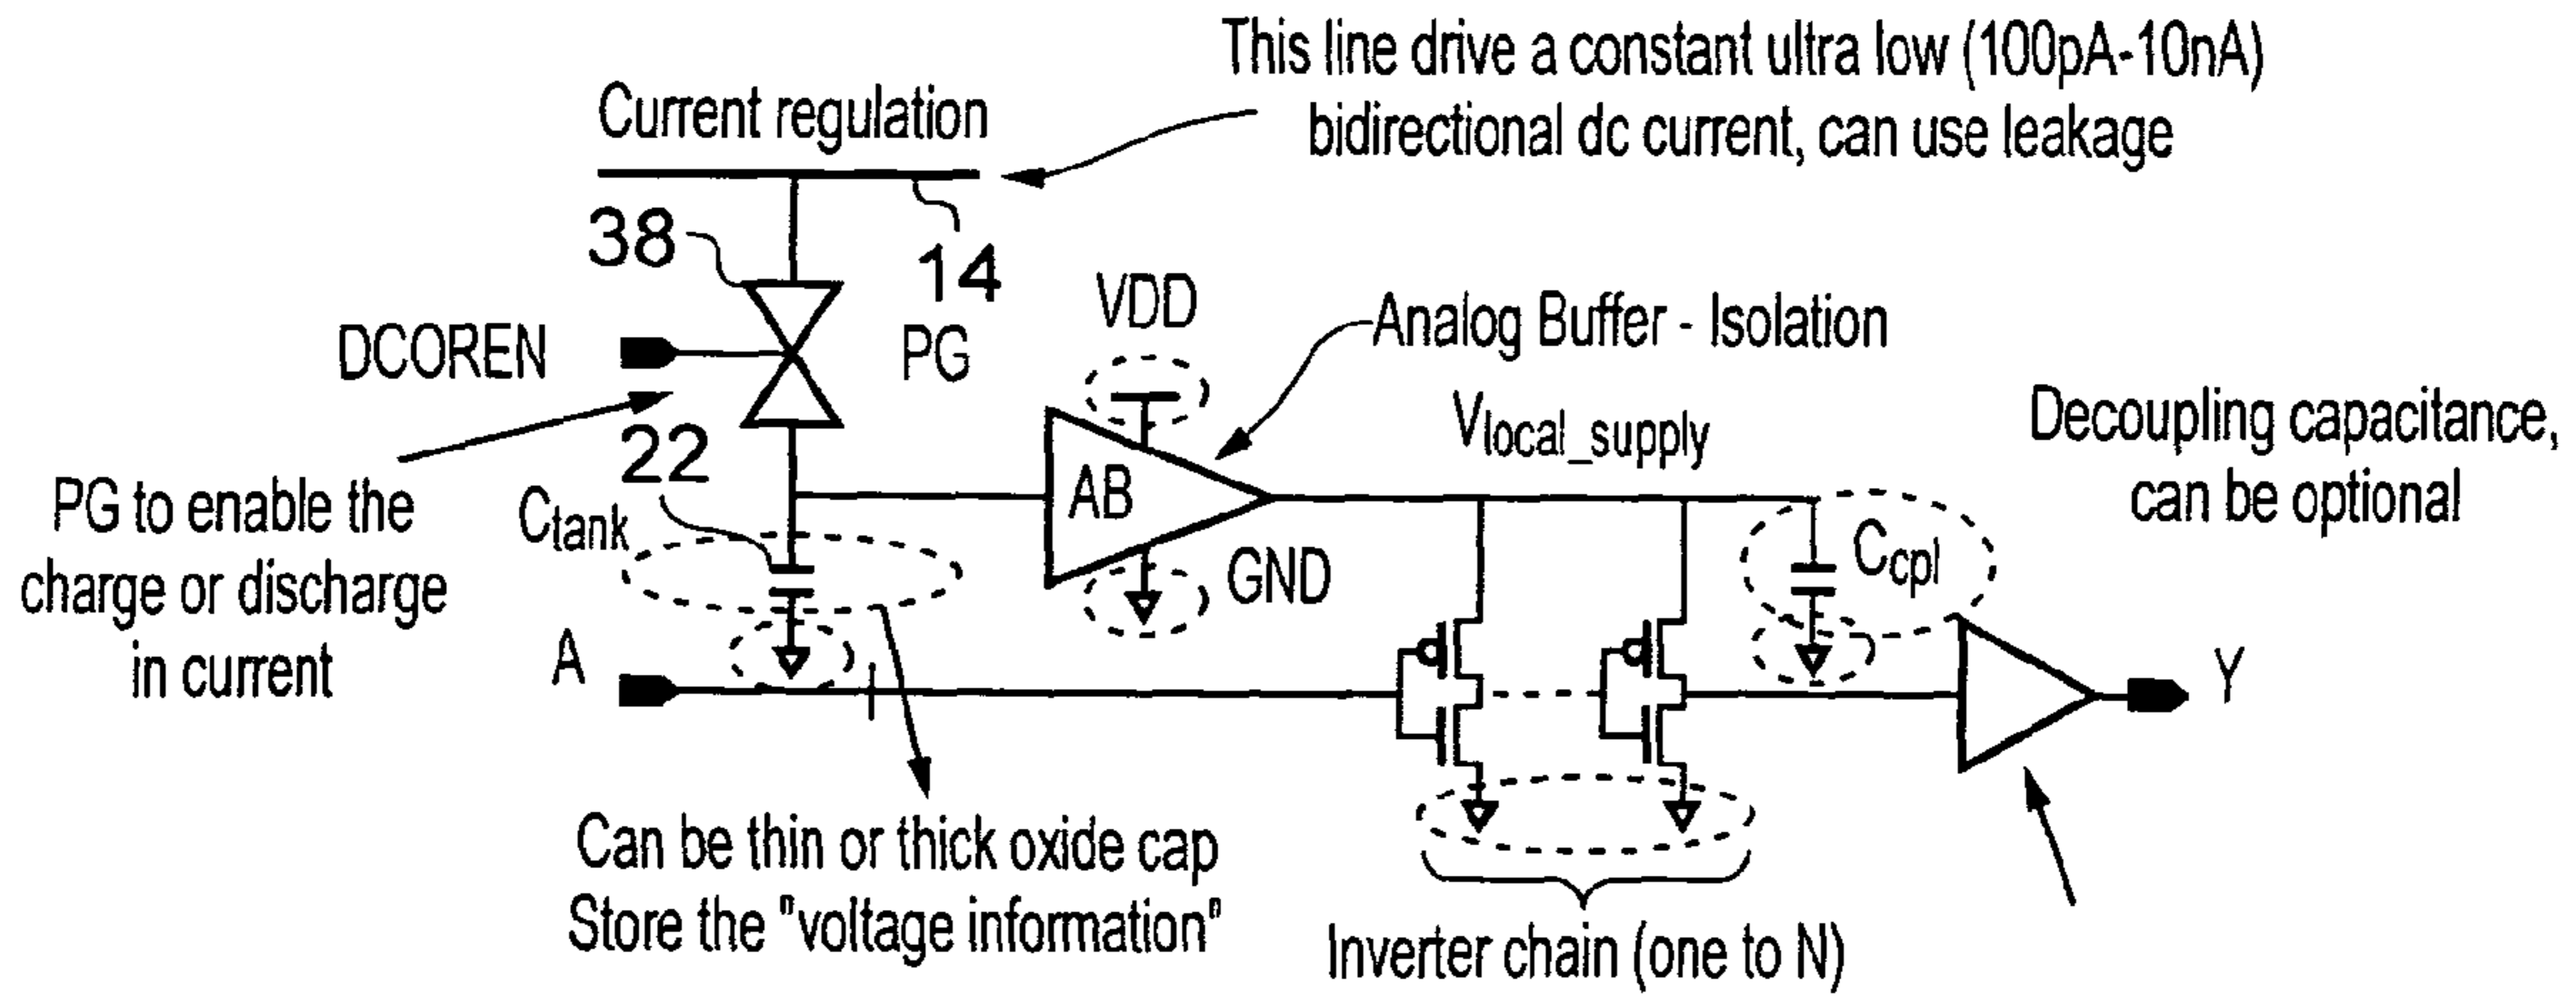 This line drive a constant ultra low (100pA-10nA)
bidirectional dc current, can use leakage
Current regulation
38
14
VDD
DCOREN
PG
Analog Buffer - Isolation
PG to enable the
charge or discharge
in current
22
Ctank
AB
GND
Vlocal_supply
Decoupling capacitance,
can be optional
Ccpl
A
Y
Can be thin or thick oxide cap
Store the "voltage information"
Inverter chain (one to N)